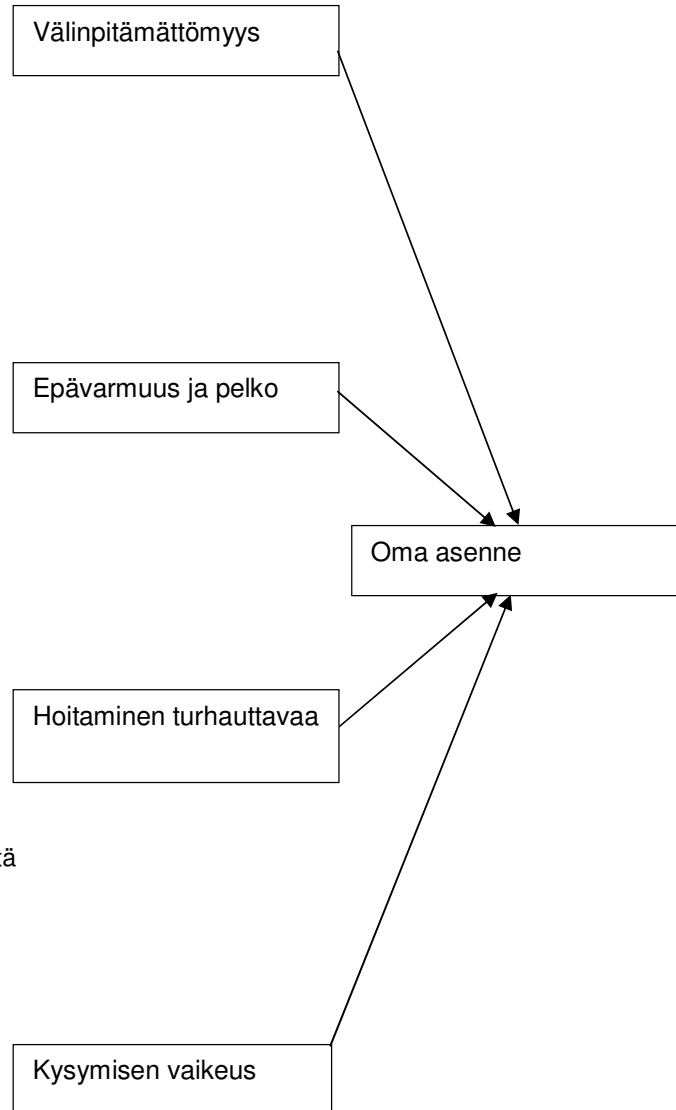 Välinpitämättömyys
Epävarmuus ja pelko
Oma asenne
Hoitaminen turhauttavaa
Kysymisen vaikeus